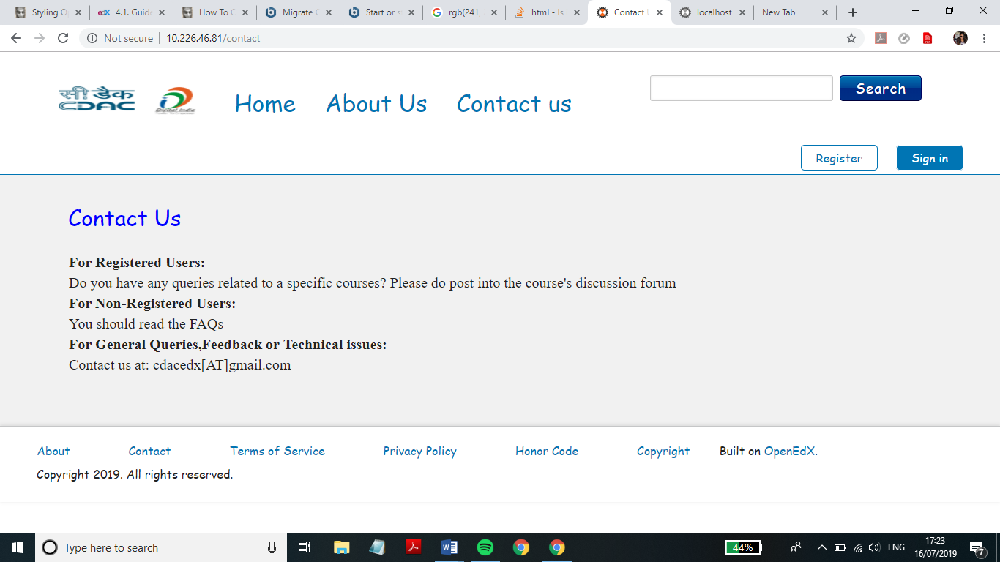 Styling Op
4.1. Guide
How To C
Migrate C
Start or s
rgb(241,
html - Is
Contact U
localhost
New Tab
Not secure
10.226.46.81/contact
सी डैक
CDAC
Digital India
Home
About Us
Contact us
Search
Register
Sign in
Contact Us
For Registered Users:
Do you have any queries related to a specific courses? Please do post into the course's discussion forum
For Non-Registered Users:
You should read the FAQs
For General Queries,Feedback or Technical issues:
Contact us at: cdacedx[AT]gmail.com
About Contact Terms of Service Privacy Policy Honor Code Copyright Built on OpenEdX.
Copyright 2019. All rights reserved.
Type here to search
44%
ENG
17:23
16/07/2019
7